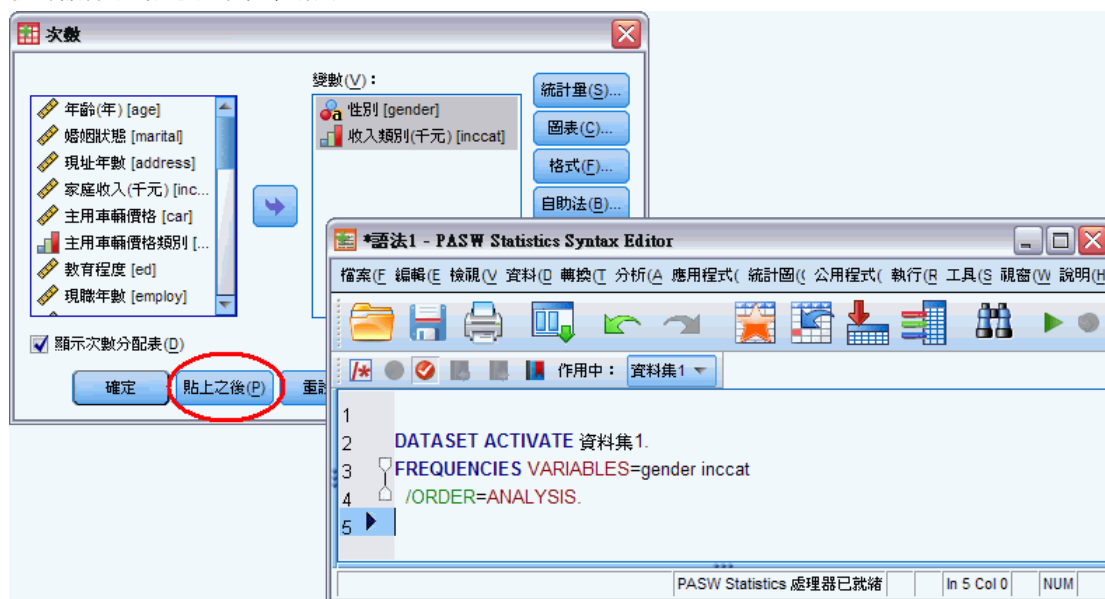 次數
變數(V)：
年齡(年) [age]
婚姻狀態 [marital]
現址年數 [address]
家庭收入(千元) [inc...
主用車輛價格 [car]
主用車輛價格類別 [...
教育程度 [ed]
現職年數 [employ]
性別 [gender]
收入類別(千元) [inccat]
統計量(S)...
圖表(C)...
格式(F)...
自助法(B)...
顯示次數分配表(D)
確定
貼上之後(P)
*語法1 - PASW Statistics Syntax Editor
檔案(F 編輯(E 檢視(V 資料(D 轉換(T 分析(A 應用程式( 統計圖( 公用程式( 執行(R 工具(S 視窗(W 說明(H
作用中： 資料集1
1
2 DATASET ACTIVATE 資料集1.
3 FREQUENCIES VARIABLES=gender inccat
4 /ORDER=ANALYSIS.
5
PASW Statistics 處理器已就緒 In 5 Col 0 NUM